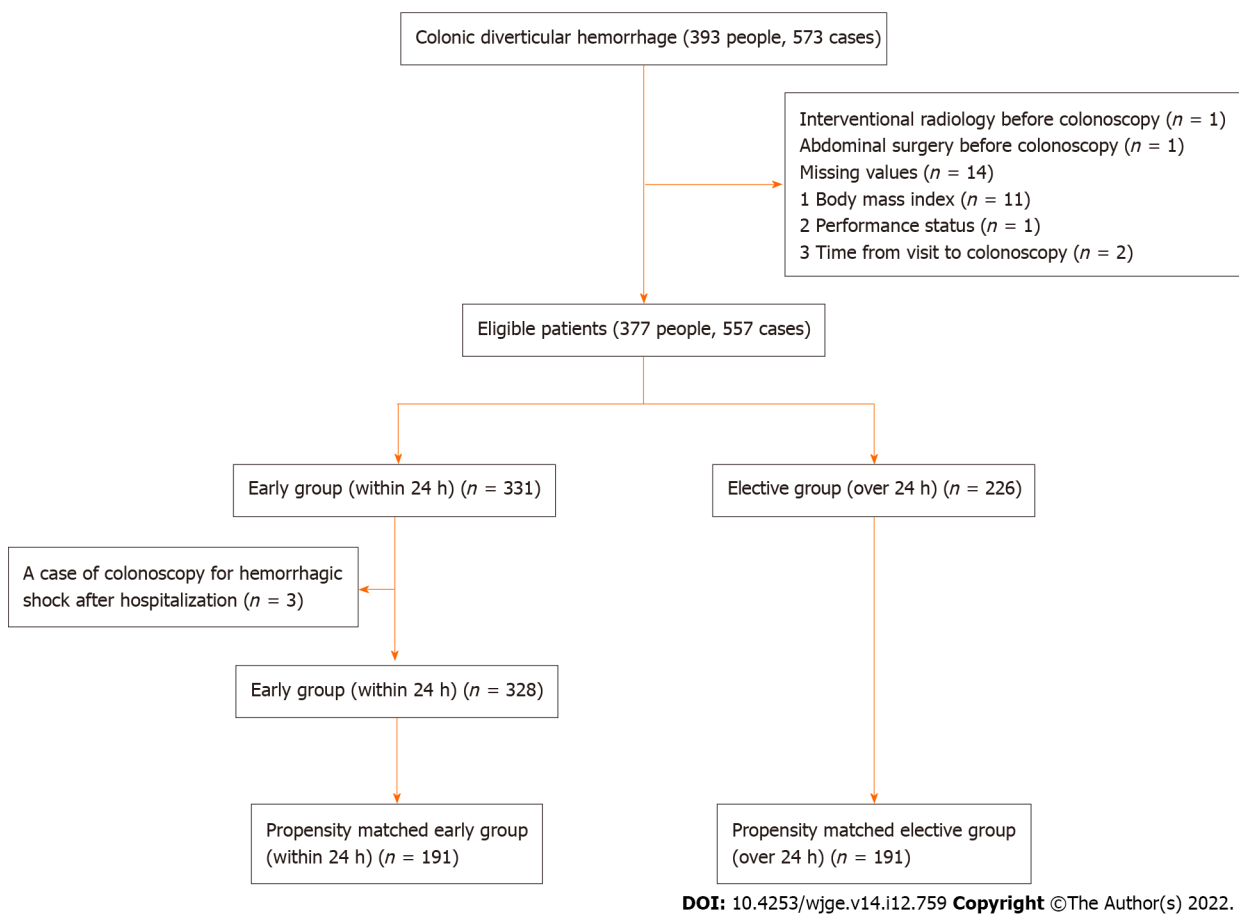 Colonic diverticular hemorrhage (393 people, 573 cases)
Interventional radiology before colonoscopy (n = 1)
Abdominal surgery before colonoscopy (n = 1)
Missing values (n = 14)
1 Body mass index (n = 11)
2 Performance status (n = 1)
3 Time from visit to colonoscopy (n = 2)
Eligible patients (377 people, 557 cases)
Early group (within 24 h) (n = 331)
Elective group (over 24 h) (n = 226)
A case of colonoscopy for hemorrhagic
shock after hospitalization (n = 3)
Early group (within 24 h) (n = 328)
Propensity matched early group
(within 24 h) (n = 191)
Propensity matched elective group
(over 24 h) (n = 191)
DOI: 10.4253/wjge.v14.i12.759 Copyright ©The Author(s) 2022.